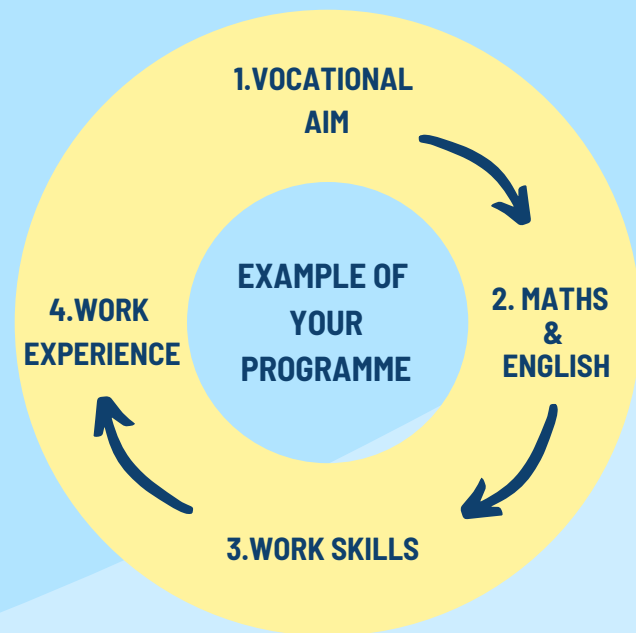 1.VOCATIONAL
AIM
2. MATHS
&
ENGLISH
3.WORK SKILLS
4.WORK
EXPERIENCE
EXAMPLE OF
YOUR
PROGRAMME